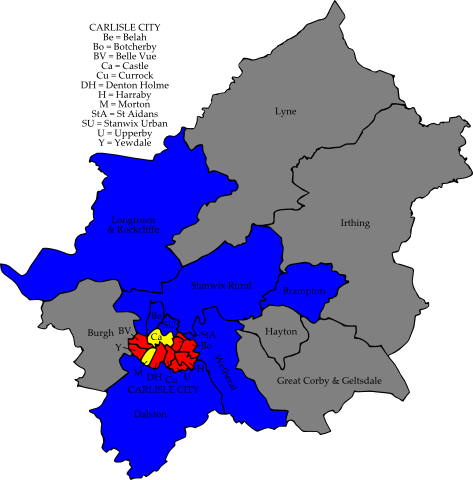 CARLISLE CITY
Be = Belah
Bo = Botcherby
BV = Belle Vue
Ca = Castle
Cu = Currock
DH = Denton Holme
H = Harraby
M = Morton
StA = St Aidans
SU = Stanwix Urban
U = Upperby
Y = Yewdale
Lyne
Irthing
Longtown
& Rockcliffe
Stanwix Rural
Brampton
Be
Burgh
BV
Ca
StA
Bo
Hayton
Y
H
Wetheral
M
DH
Cu
U
Great Corby & Geltsdale
CARLISLE CITY
Dalston